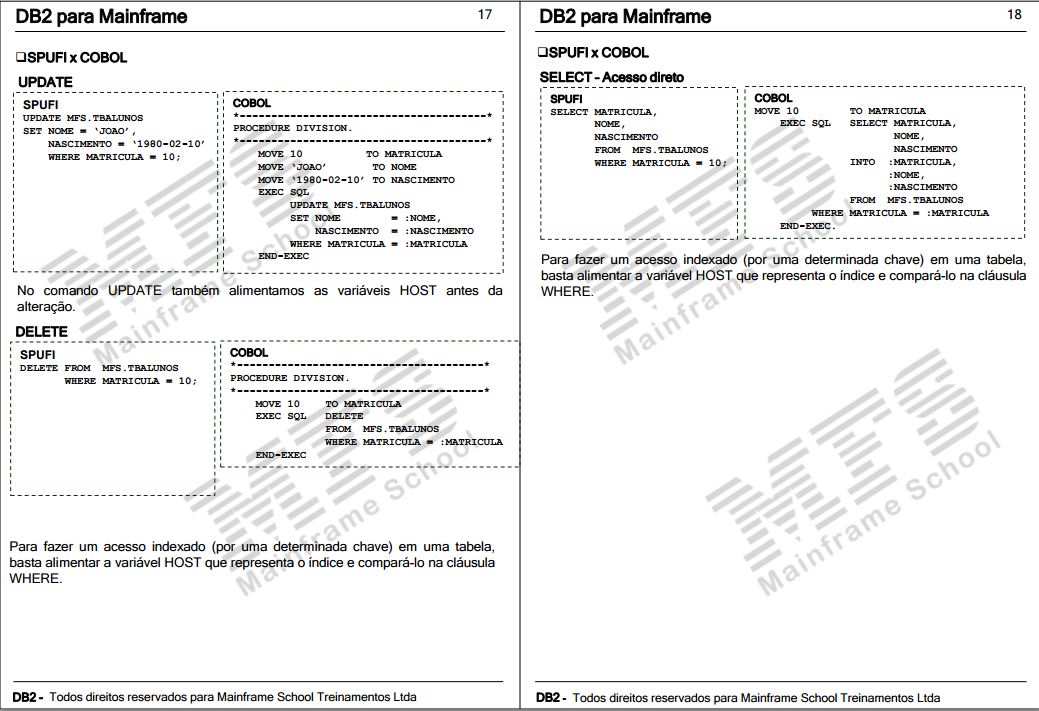 DB2 para Mainframe 17
❑SPUFI x COBOL
UPDATE
SPUFI
UPDATE MFS.TBALUNOS
SET NOME = ‘JOAO’,
NASCIMENTO = ‘1980-02-10’
WHERE MATRICULA = 10;
COBOL
*----------------------------------------------*
PROCEDURE DIVISION.
*----------------------------------------------*
MOVE 10 TO MATRICULA
MOVE ‘JOAO’ TO NOME
MOVE ‘1980-02-10’ TO NASCIMENTO
EXEC SQL
UPDATE MFS.TBALUNOS
SET NOME = :NOME,
NASCIMENTO = :NASCIMENTO
WHERE MATRICULA = :MATRICULA
END-EXEC
No comando UPDATE também alimentamos as variáveis HOST antes da
alteração.
DELETE
SPUFI
DELETE FROM MFS.TBALUNOS
WHERE MATRICULA = 10;
COBOL
*----------------------------------------------*
PROCEDURE DIVISION.
*----------------------------------------------*
MOVE 10 TO MATRICULA
EXEC SQL DELETE
FROM MFS.TBALUNOS
WHERE MATRICULA = :MATRICULA
END-EXEC
Para fazer um acesso indexado (por uma determinada chave) em uma tabela,
basta alimentar a variável HOST que representa o índice e compará-lo na cláusula
WHERE.
Mainframe School
Mainframe School
DB2 - Todos direitos reservados para Mainframe School Treinamentos Ltda
DB2 para Mainframe 18
❑SPUFI x COBOL
SELECT - Acesso direto
SPUFI
SELECT MATRICULA,
NOME,
NASCIMENTO
FROM MFS.TBALUNOS
WHERE MATRICULA = 10;
COBOL
MOVE 10 TO MATRICULA
EXEC SQL SELECT MATRICULA,
NOME,
NASCIMENTO
INTO :MATRICULA,
:NOME,
:NASCIMENTO
FROM MFS.TBALUNOS
WHERE MATRICULA = :MATRICULA
END-EXEC.
Para fazer um acesso indexado (por uma determinada chave) em uma tabela,
basta alimentar a variável HOST que representa o índice e compará-lo na cláusula
WHERE.
Mainframe School
Mainframe School
DB2 - Todos direitos reservados para Mainframe School Treinamentos Ltda